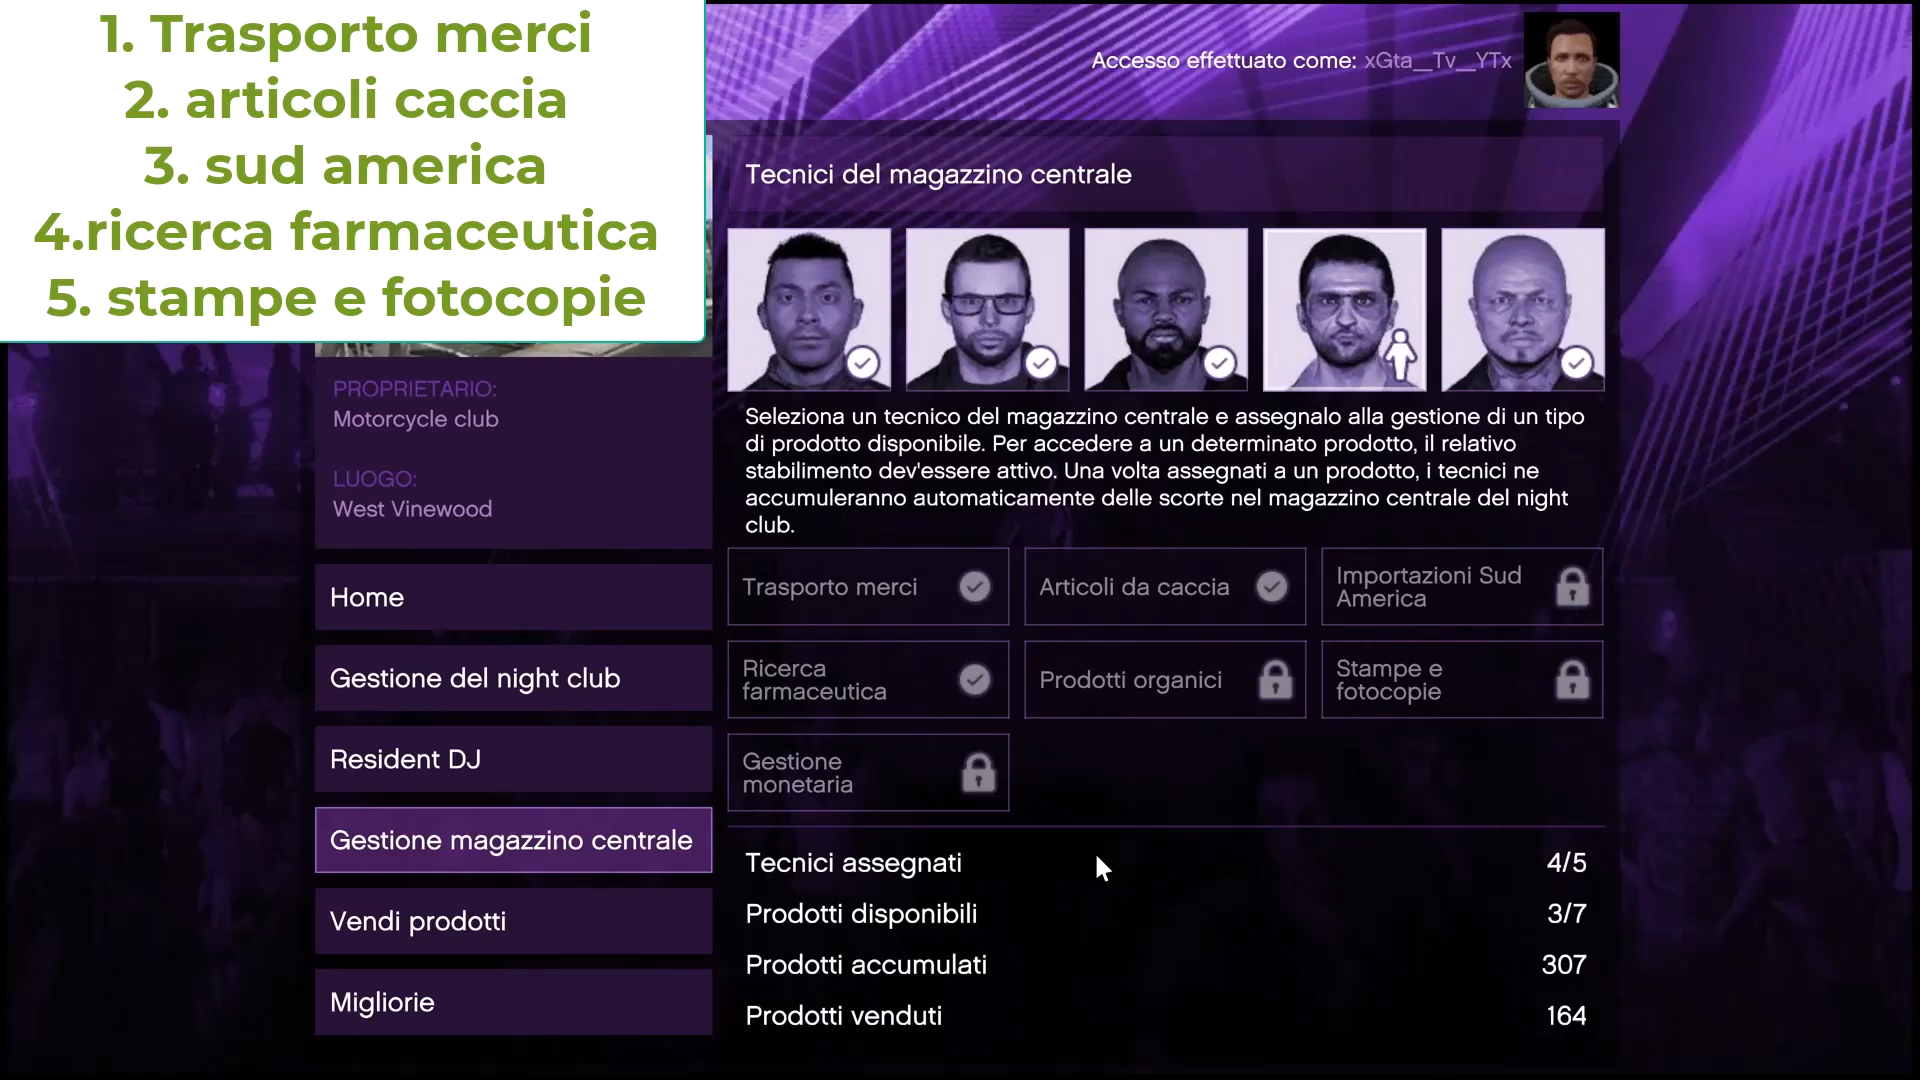 1. Trasporto merci
2. articoli caccia
3. sud america
4.ricerca farmaceutica
5. stampe e fotocopie
Accesso effettuato come: xGta__Tv__YTx
PROPRIETARIO:
Motorcycle club
LUOGO:
West Vinewood
Home
Gestione del night club
Resident DJ
Gestione magazzino centrale
Vendi prodotti
Migliorie
Tecnici del magazzino centrale
Seleziona un tecnico del magazzino centrale e assegnalo alla gestione di un tipo
di prodotto disponibile. Per accedere a un determinato prodotto, il relativo
stabilimento dev'essere attivo. Una volta assegnati a un prodotto, i tecnici ne
accumuleranno automaticamente delle scorte nel magazzino centrale del night
club.
Trasporto merci
Articoli da caccia
Importazioni Sud
America
Ricerca
farmaceutica
Prodotti organici
Stampe e
fotocopie
Gestione
monetaria
Tecnici assegnati 4/5
Prodotti disponibili 3/7
Prodotti accumulati 307
Prodotti venduti 164